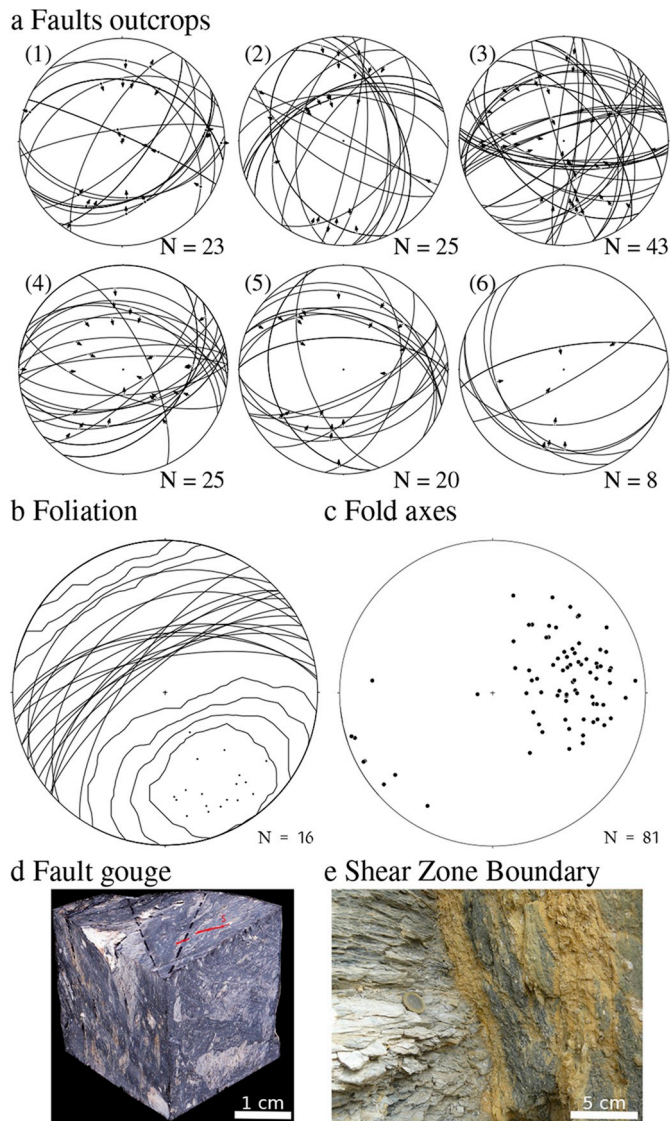 a Faults outcrops
(1) (2) (3)
N = 23 N = 25 N = 43
(4) (5) (6)
N = 25 N = 20 N = 8
b Foliation c Fold axes
N = 16 N = 81
d Fault gouge e Shear Zone Boundary
S
1 cm 5 cm